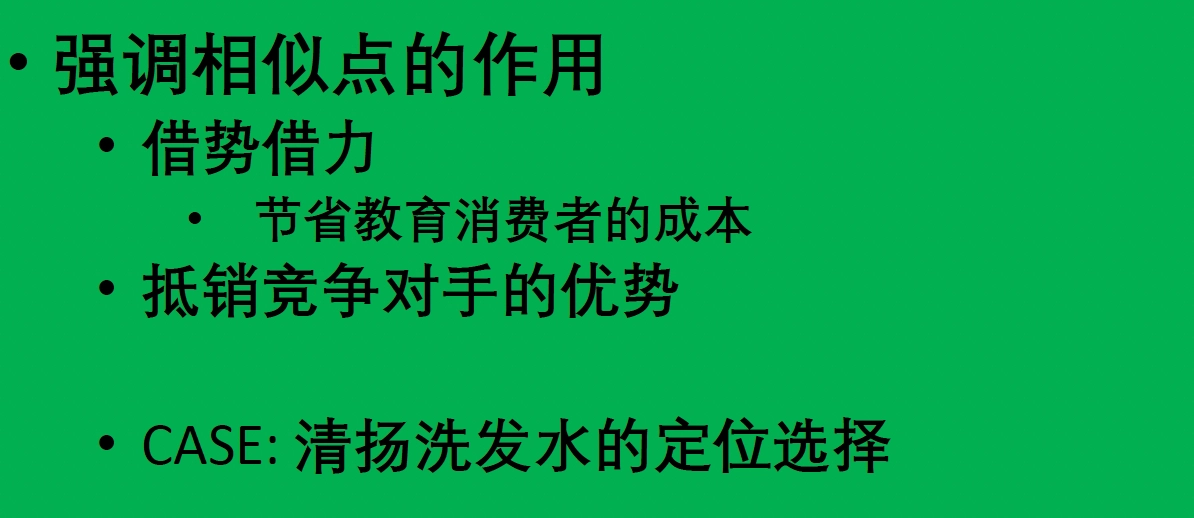 • 强调相似点的作用
• 借势借力
• 节省教育消费者的成本
• 抵销竞争对手的优势
• CASE: 清扬洗发水的定位选择